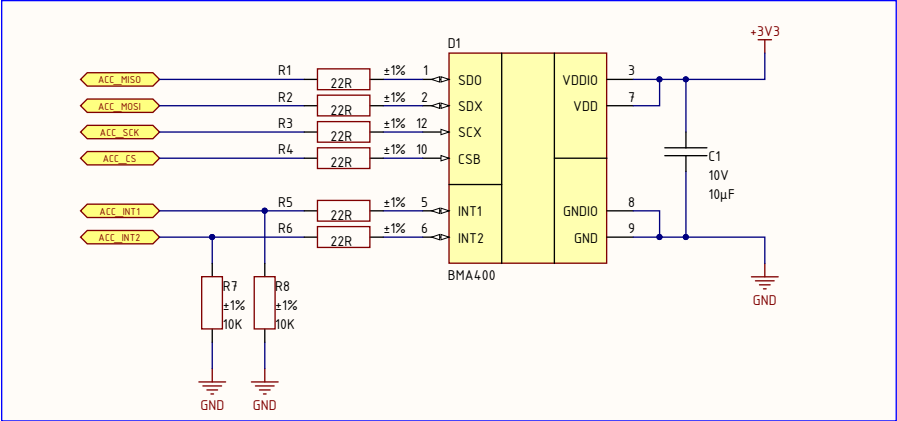 D1
+3V3
ACC_MISO R1 22R ±1% 1 SDO VDDIO 3
ACC_MOSI R2 22R ±1% 2 SDX VDD 7
ACC_SCK R3 22R ±1% 12 SCX
ACC_CS R4 22R ±1% 10 CSB
C1
10V
10µF
ACC_INT1 R5 22R ±1% 5 INT1 GNDIO 8
ACC_INT2 R6 22R ±1% 6 INT2 GND 9
BMA400
R7
±1%
10K
R8
±1%
10K
GND
GND
GND